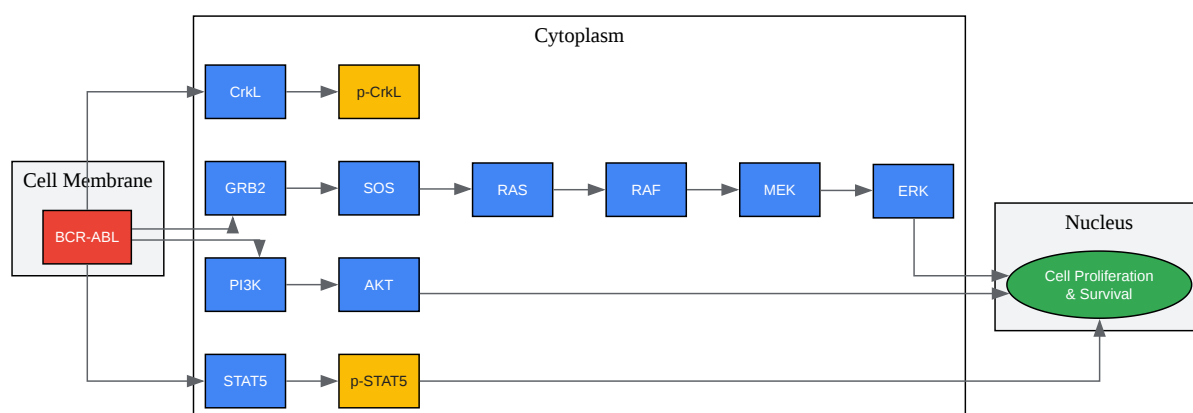 Cytoplasm
CrkL
p-CrkL
Cell Membrane
GRB2
SOS
RAS
RAF
MEK
ERK
BCR-ABL
Nucleus
PI3K
AKT
Cell Proliferation
& Survival
STAT5
p-STAT5